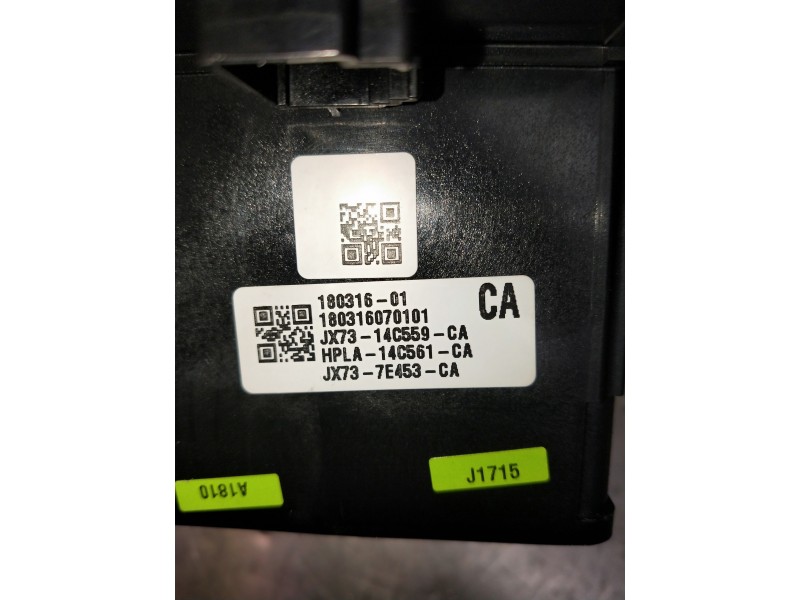 180316-01
CA
180316070101
JX73-14C559-CA
HPLA-14C561-CA
JX73-7E453-CA
J1715
A1810